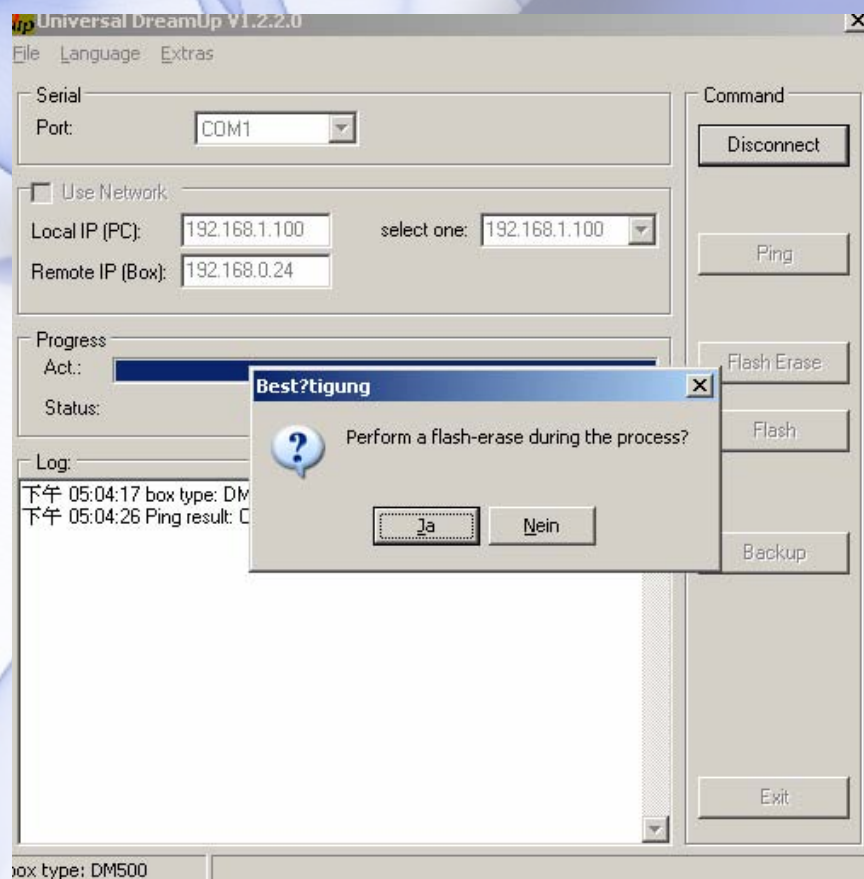 Universal DreamUp V1.2.2.0
File Language Extras
Serial
Port: COM1
Use Network
Local IP (PC): 192.168.1.100 select one: 192.168.1.100
Remote IP (Box): 192.168.0.24
Progress
Act.:
Status:
Log:
下午 05:04:17 box type: DM
下午 05:04:26 Ping result:
Best?tigung
Perform a flash-erase during the process?
Ja Nein
Command
Disconnect
Ping
Flash Erase
Flash
Backup
Exit
box type: DM500